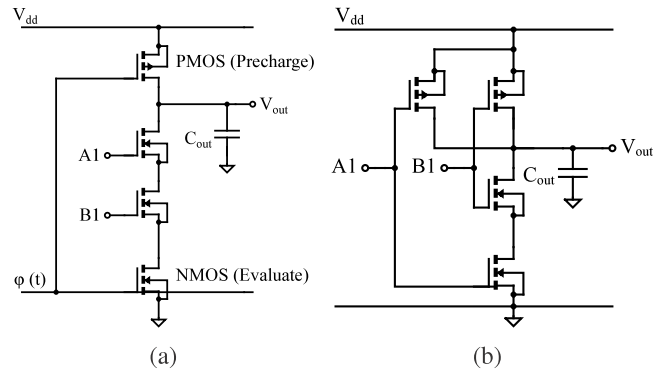 V_dd
PMOS (Precharge)
V_out
C_out
A1
B1
φ (t)
NMOS (Evaluate)
(a)
V_dd
A1
B1
V_out
C_out
(b)